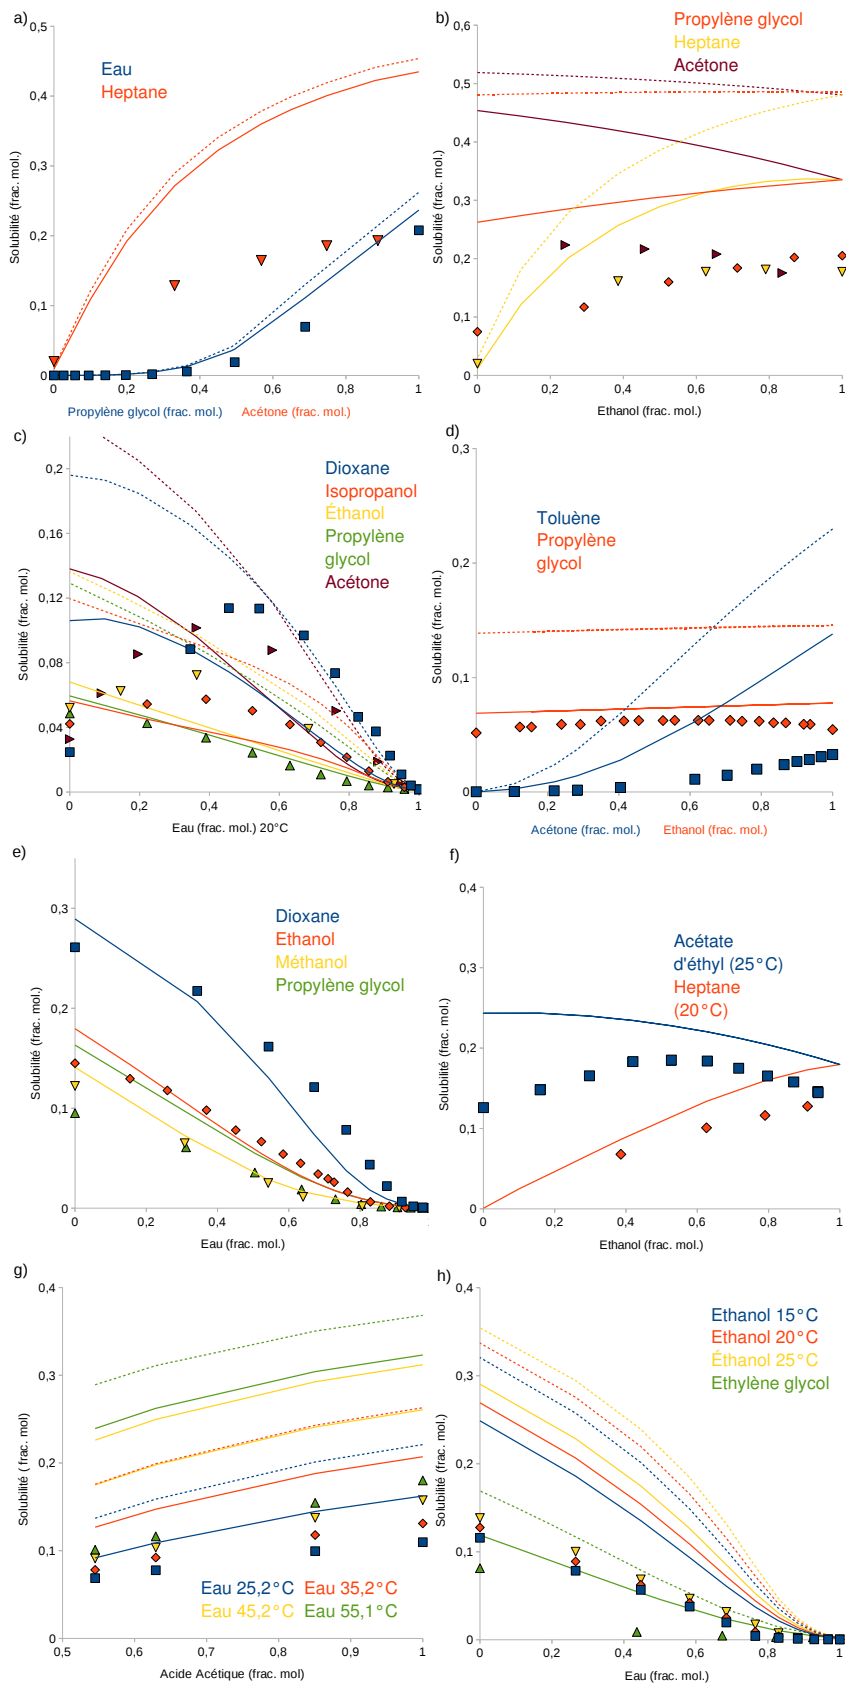 a)
0,5
0,4
0,3
0,2
0,1
0
Solubilité (frac. mol.)
Eau
Heptane
0 0,2 0,4 0,6 0,8 1
Propylène glycol (frac. mol.) Acétone (frac. mol.)
b)
0,6
0,5
0,4
0,3
0,2
0,1
0
Solubilité (frac. mol.)
Propylène glycol
Heptane
Acétone
0 0,2 0,4 0,6 0,8 1
Ethanol (frac. mol.)
c)
0,2
0,16
0,12
0,08
0,04
0
Solubilité (frac. mol.)
Dioxane
Isopropanol
Éthanol
Propylène
glycol
Acétone
0 0,2 0,4 0,6 0,8 1
Eau (frac. mol.) 20°C
d)
0,3
0,2
0,1
0
Solubilité (frac. mol.)
Toluène
Propylène
glycol
0 0,2 0,4 0,6 0,8 1
Acétone (frac. mol.) Ethanol (frac. mol.)
e)
0,3
0,2
0,1
0
Solubilité (frac. mol.)
Dioxane
Ethanol
Méthanol
Propylène glycol
0 0,2 0,4 0,6 0,8
Eau (frac. mol.)
f)
0,4
0,3
0,2
0,1
0
Solubilité (frac. mol.)
Acétate
d'éthyl (25°C)
Heptane
(20°C)
0 0,2 0,4 0,6 0,8 1
Ethanol (frac. mol.)
g)
0,4
0,3
0,2
0,1
0
Solubilité ( frac. mol.)
Eau 25,2°C Eau 35,2°C
Eau 45,2°C Eau 55,1°C
0,5 0,6 0,7 0,8 0,9 1
Acide Acétique (frac. mol)
h)
0,4
0,3
0,2
0,1
0
Solubilité (frac. mol.)
Ethanol 15°C
Ethanol 20°C
Éthanol 25°C
Ethylène glycol
0 0,2 0,4 0,6 0,8 1
Eau (frac. mol.)